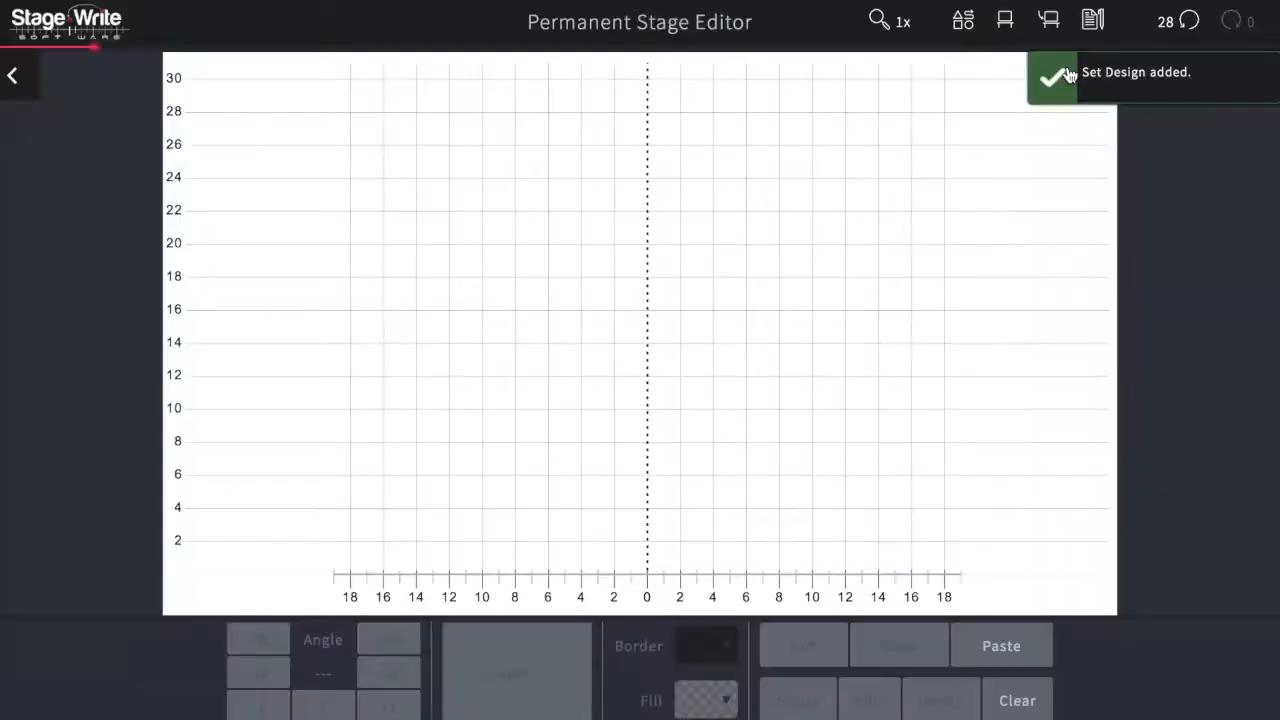 Stage Write
SOFTWARE
Permanent Stage Editor
1x
28
0
Set Design added.
30
28
26
24
22
20
18
16
14
12
10
8
6
4
2
18 16 14 12 10 8 6 4 2 0 2 4 6 8 10 12 14 16 18
Angle
---
Border
Fill
Paste
Clear